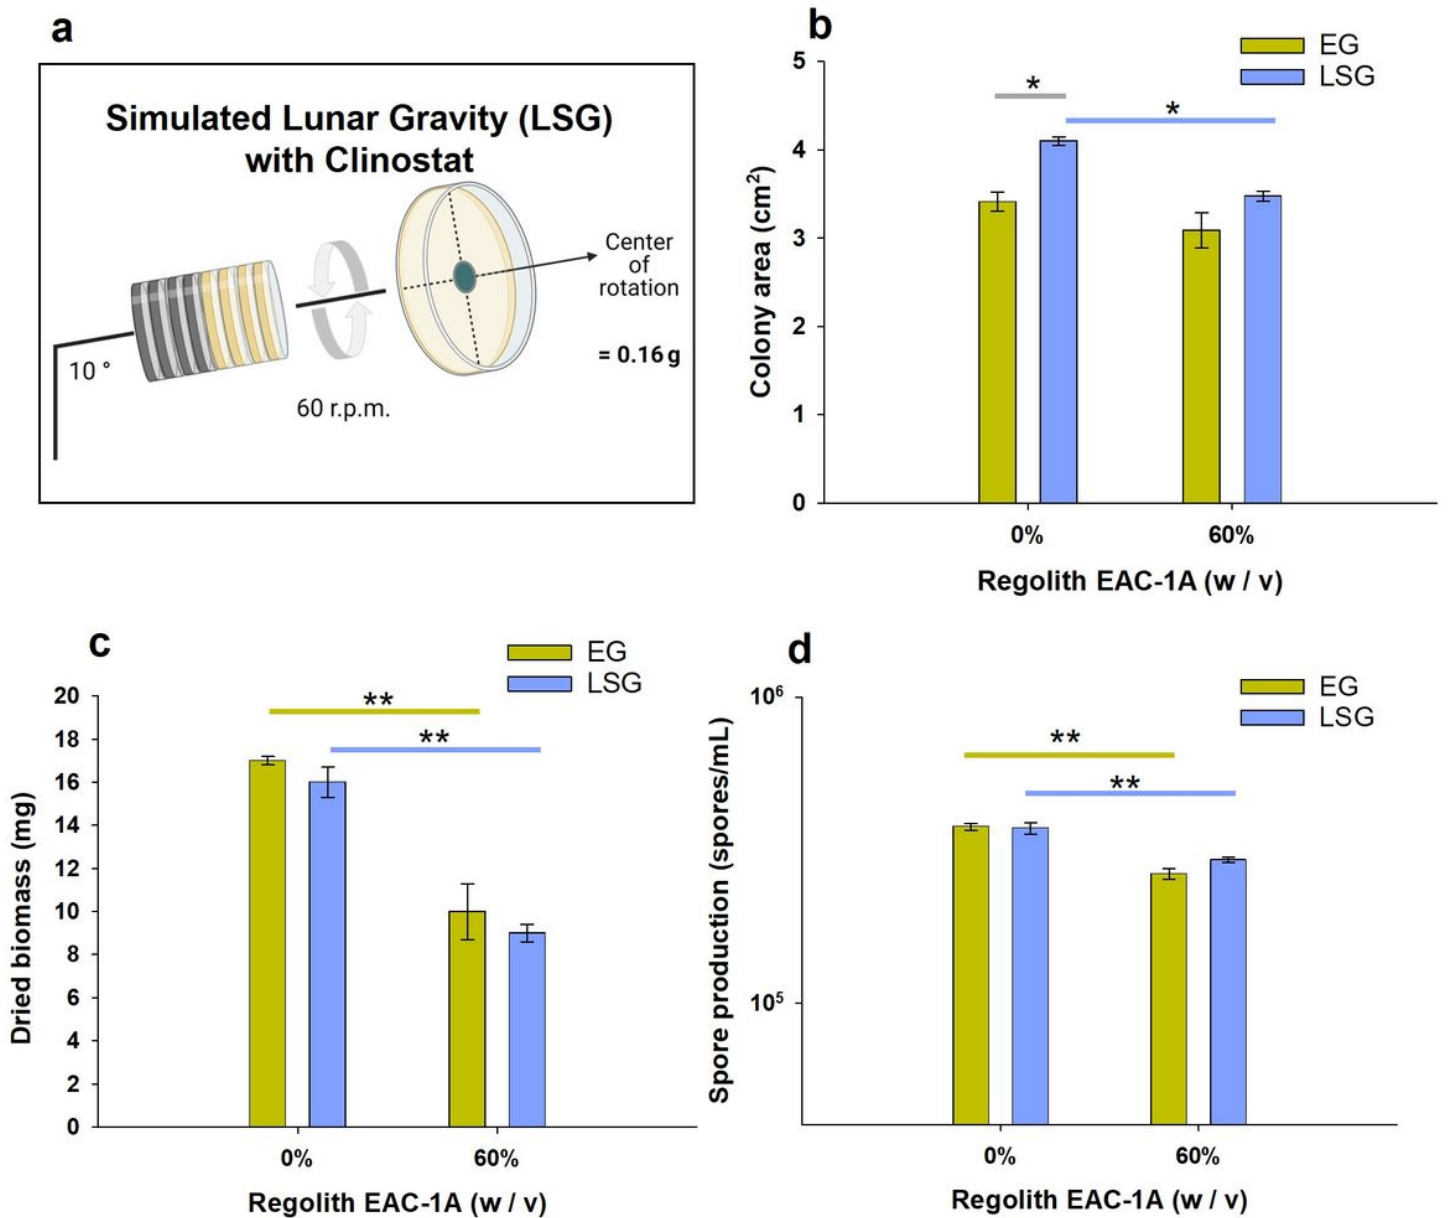 a
Simulated Lunar Gravity (LSG)
with Clinostat
Center
of
rotation
= 0.16 g
10 °
60 r.p.m.
b
EG
LSG
*
*
Colony area (cm²)
5
4
3
2
1
0
0%
60%
Regolith EAC-1A (w / v)
c
EG
LSG
**
**
Dried biomass (mg)
20
18
16
14
12
10
8
6
4
2
0
0%
60%
Regolith EAC-1A (w / v)
d
EG
LSG
**
**
Spore production (spores/mL)
10⁶
10⁵
0%
60%
Regolith EAC-1A (w / v)